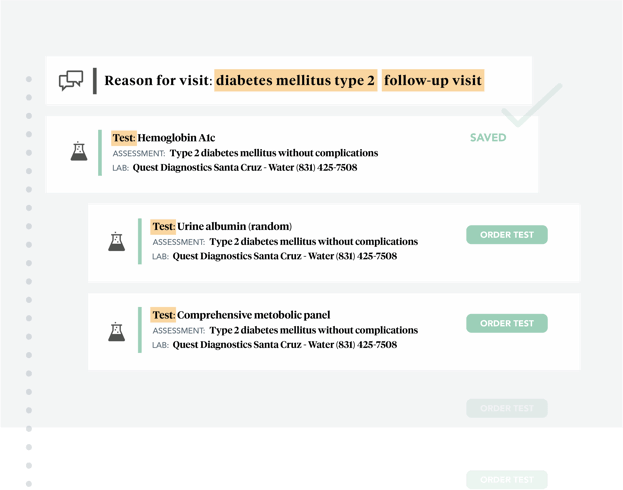 Reason for visit: diabetes mellitus type 2 follow-up visit
Test: Hemoglobin A1c
SAVED
ASSESSMENT: Type 2 diabetes mellitus without complications
LAB: Quest Diagnostics Santa Cruz - Water (831) 425-7508
Test: Urine albumin (random)
ORDER TEST
ASSESSMENT: Type 2 diabetes mellitus without complications
LAB: Quest Diagnostics Santa Cruz - Water (831) 425-7508
Test: Comprehensive metobolic panel
ORDER TEST
ASSESSMENT: Type 2 diabetes mellitus without complications
LAB: Quest Diagnostics Santa Cruz - Water (831) 425-7508
ORDER TEST
ORDER TEST